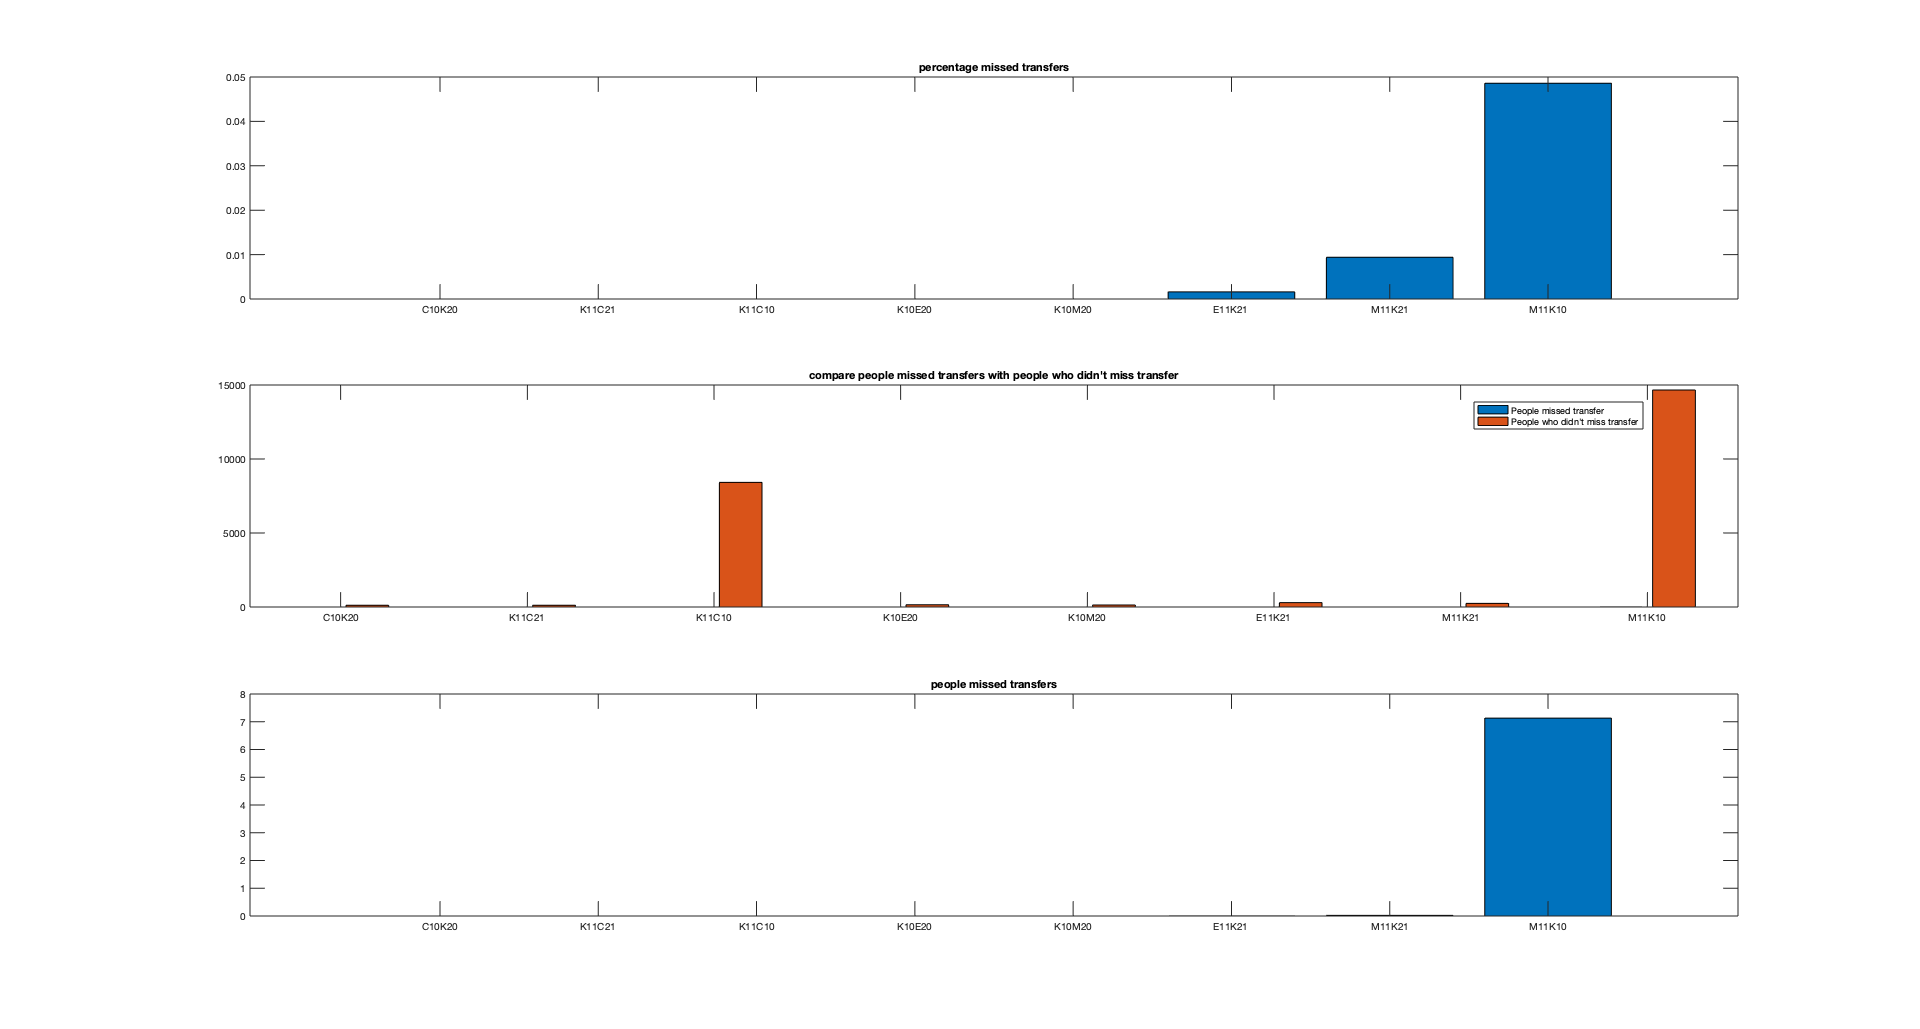 percentage missed transfers
0.05
0.04
0.03
0.02
0.01
0
C10K20 K11C21 K11C10 K10E20 K10M20 E11K21 M11K21 M11K10
compare people missed transfers with people who didn't miss transfer
15000
People missed transfer
People who didn't miss transfer
10000
5000
0
C10K20 K11C21 K11C10 K10E20 K10M20 E11K21 M11K21 M11K10
people missed transfers
8
7
6
5
4
3
2
1
0
C10K20 K11C21 K11C10 K10E20 K10M20 E11K21 M11K21 M11K10